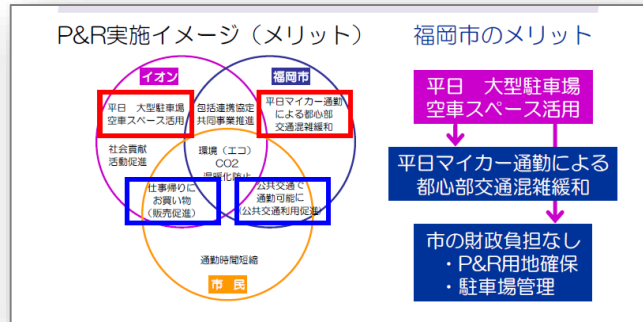 P&R実施イメージ（メリット）
イオン
福岡市
平日　大型駐車場
空車スペース活用
包括連携協定
共同事業推進
平日マイカー通勤
による都心部
交通混雑緩和
社会貢献
活動促進
環境（エコ）
CO2
温暖化防止
仕事帰りに
お買い物
（販売促進）
公共交通で
通勤可能に
（公共交通利用促進）
通勤時間短縮
市 民
福岡市のメリット
平日　大型駐車場
空車スペース活用
平日マイカー通勤による
都心部交通混雑緩和
市の財政負担なし
・P&R用地確保
・駐車場管理